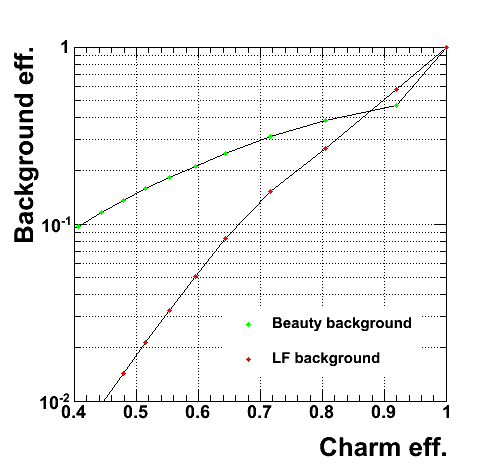 Background eff.
1
10-1
10-2
Beauty background
LF background
0.4 0.5 0.6 0.7 0.8 0.9 1
Charm eff.